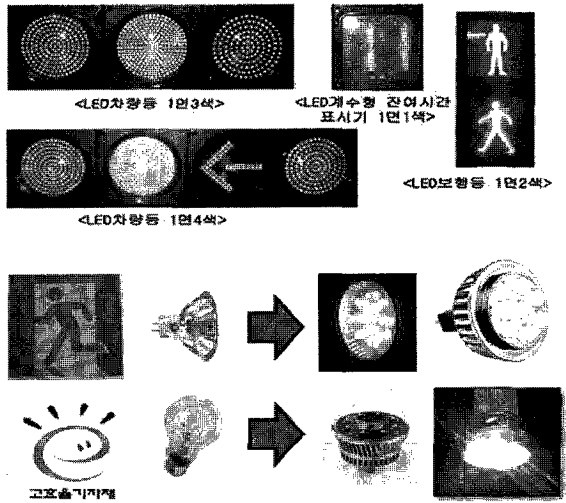 <LED차량등 1면3색>
<LED계수형 잔여시간
표시기 1면1색>
<LED보행등 1면2색>
<LED차량등 1면4색>
고효율기자재